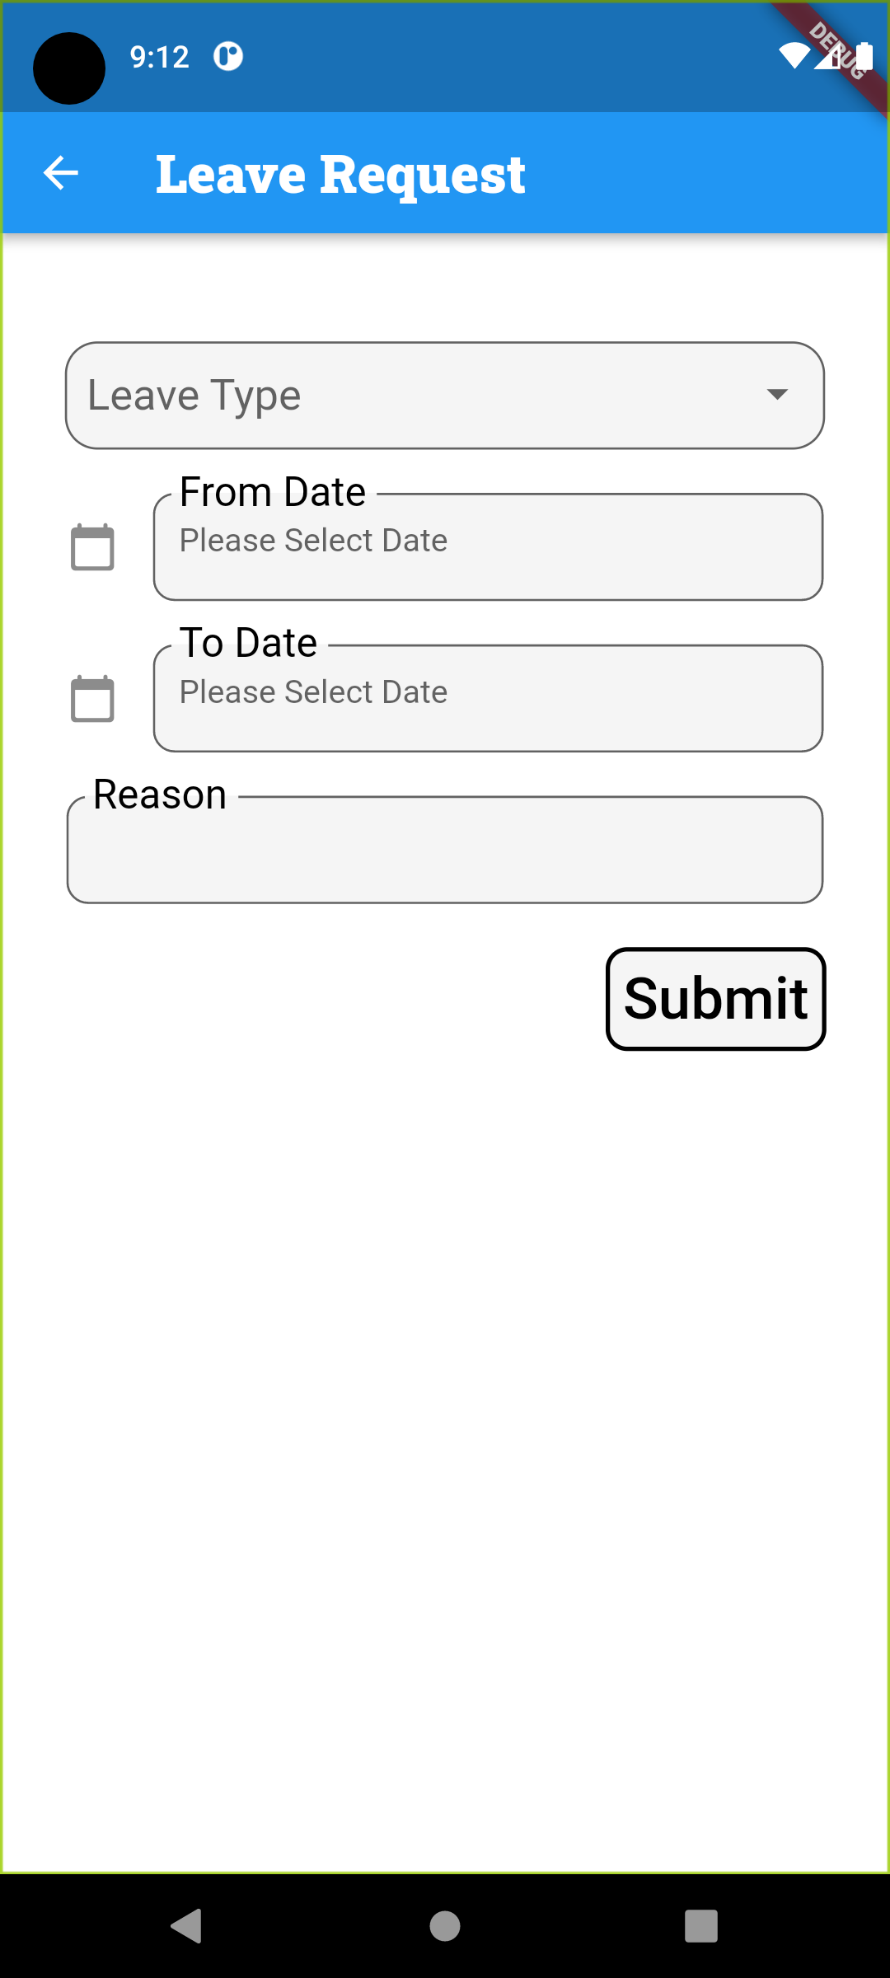 9:12
DEBUG
Leave Request
Leave Type
From Date
Please Select Date
To Date
Please Select Date
Reason
Submit